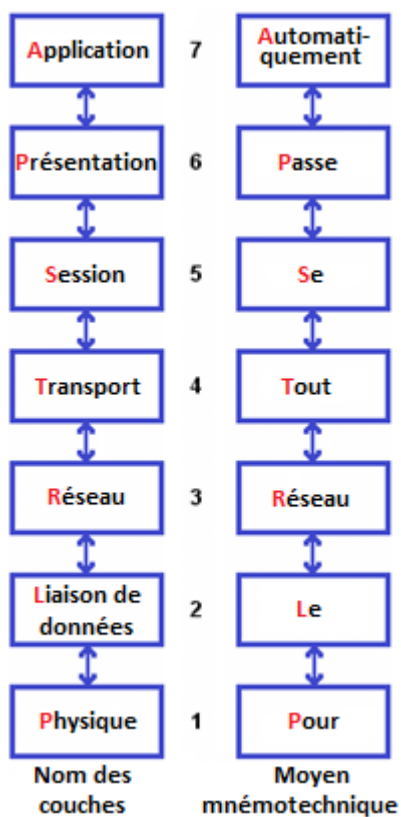 Application 7 Automati-
quement
Présentation 6 Passe
Session 5 Se
Transport 4 Tout
Réseau 3 Réseau
Liaison de
données 2 Le
Physique 1 Pour
Nom des
couches
Moyen
mnémotechnique